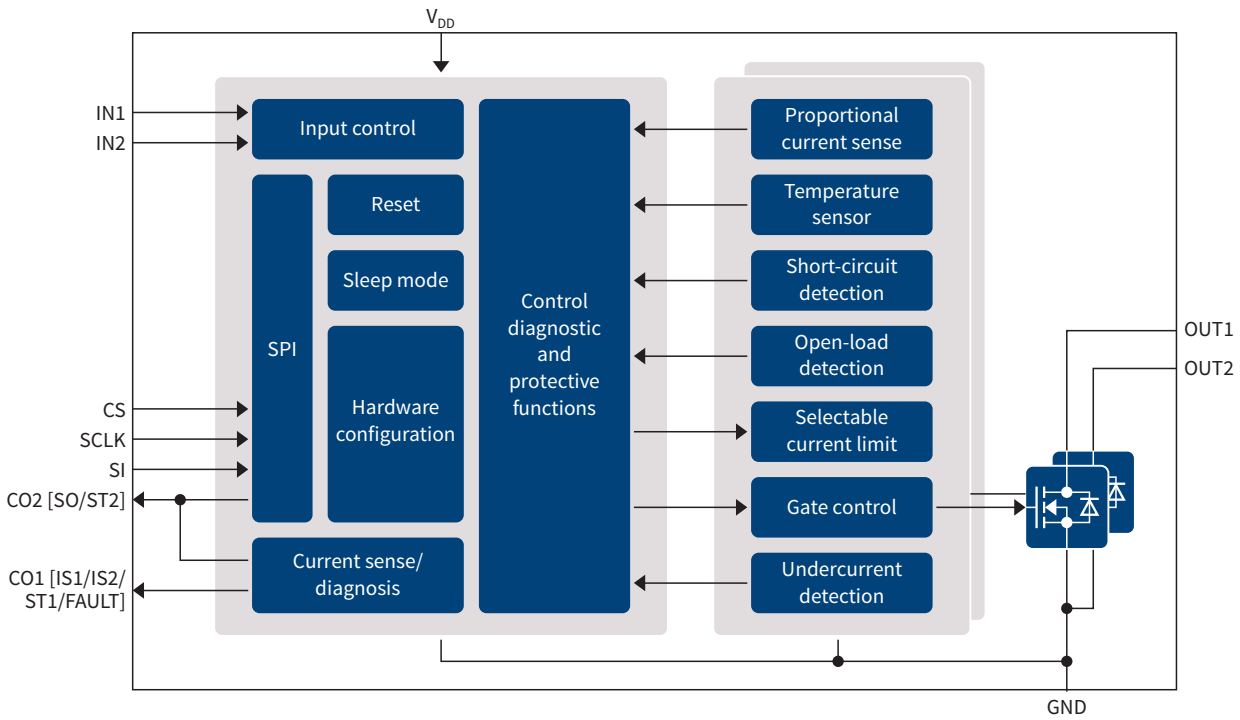 VDD
IN1
IN2
Input control
Reset
Sleep mode
SPI
Hardware
configuration
Current sense/
diagnosis
Control
diagnostic
and
protective
functions
Proportional
current sense
Temperature
sensor
Short-circuit
detection
Open-load
detection
Selectable
current limit
Gate control
Undercurrent
detection
CS
SCLK
SI
CO2 [SO/ST2]
CO1 [IS1/IS2/
ST1/FAULT]
OUT1
OUT2
GND